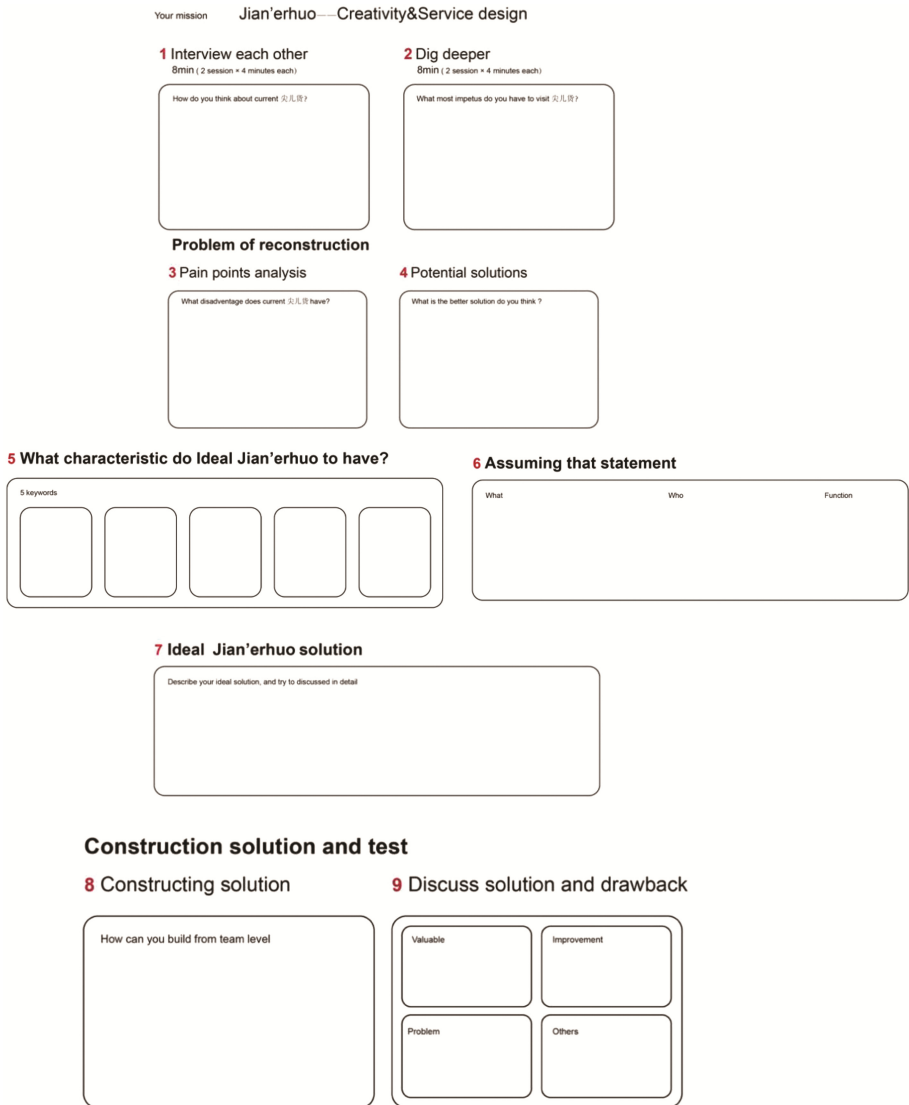 Your mission Jian'erhuo——Creativity&Service design
1 Interview each other
8min ( 2 session × 4 minutes each)
How do you think about current 尖儿货?
2 Dig deeper
8min ( 2 session × 4 minutes each)
What most impetus do you have to visit 尖儿货?
Problem of reconstruction
3 Pain points analysis
What disadventage does current 尖儿货 have?
4 Potential solutions
What is the better solution do you think ?
5 What characteristic do Ideal Jian'erhuo to have?
5 keywords
6 Assuming that statement
What Who Function
7 Ideal Jian'erhuo solution
Describe your ideal solution, and try to discussed in detail
Construction solution and test
8 Constructing solution
How can you build from team level
9 Discuss solution and drawback
Valuable Improvement
Problem Others